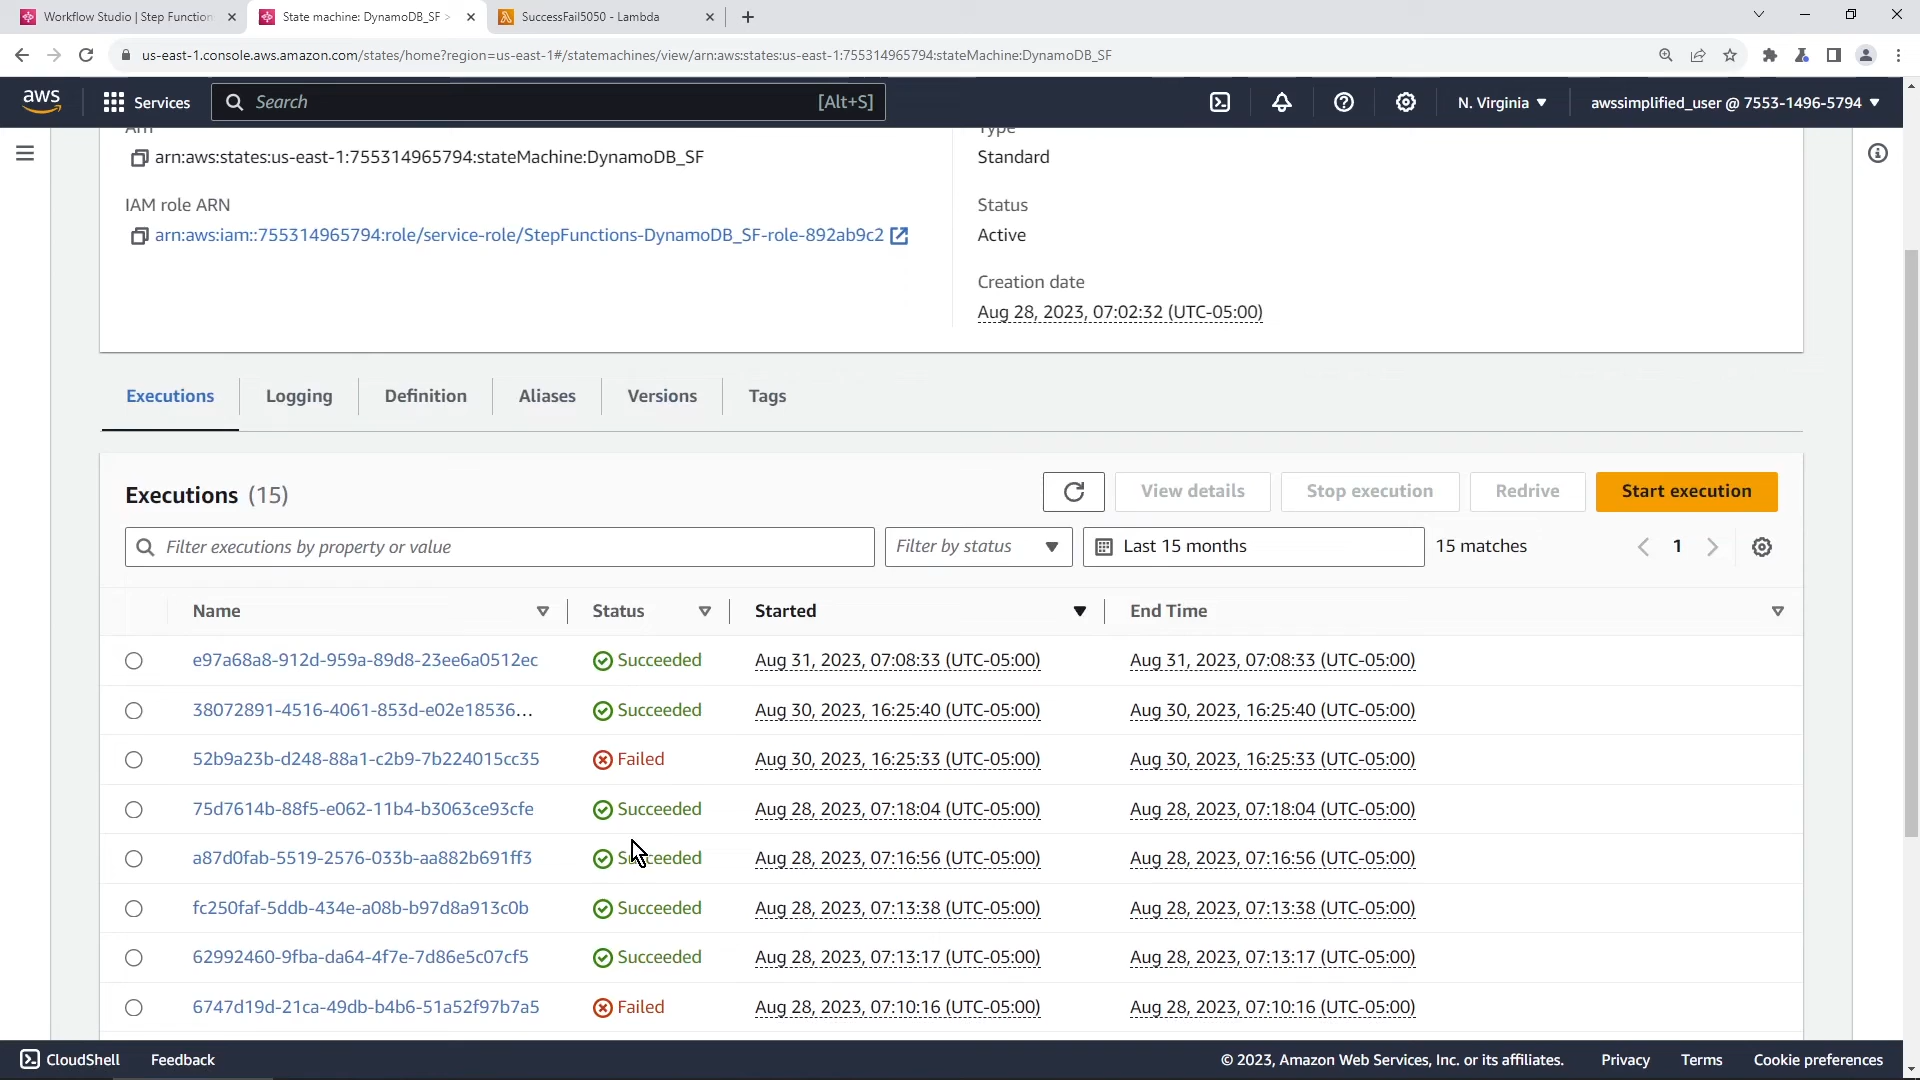 Workflow Studio | Step Function
State machine: DynamoDB_SF >
SuccessFail5050 - Lambda
us-east-1.console.aws.amazon.com/states/home?region=us-east-1#/statemachines/view/arn:aws:states:us-east-1:755314965794:stateMachine:DynamoDB_SF
aws Services Search [Alt+S] N. Virginia awssimplified_user @ 7553-1496-5794
Arn
Type
arn:aws:states:us-east-1:755314965794:stateMachine:DynamoDB_SF
Standard
IAM role ARN
Status
arn:aws:iam::755314965794:role/service-role/StepFunctions-DynamoDB_SF-role-892ab9c2
Active
Creation date
Aug 28, 2023, 07:02:32 (UTC-05:00)
Executions Logging Definition Aliases Versions Tags
Executions (15) View details Stop execution Redrive Start execution
Filter executions by property or value Filter by status Last 15 months 15 matches 1
Name Status Started End Time
e97a68a8-912d-959a-89d8-23ee6a0512ec Succeeded Aug 31, 2023, 07:08:33 (UTC-05:00) Aug 31, 2023, 07:08:33 (UTC-05:00)
38072891-4516-4061-853d-e02e18536... Succeeded Aug 30, 2023, 16:25:40 (UTC-05:00) Aug 30, 2023, 16:25:40 (UTC-05:00)
52b9a23b-d248-88a1-c2b9-7b224015cc35 Failed Aug 30, 2023, 16:25:33 (UTC-05:00) Aug 30, 2023, 16:25:33 (UTC-05:00)
75d7614b-88f5-e062-11b4-b3063ce93cfe Succeeded Aug 28, 2023, 07:18:04 (UTC-05:00) Aug 28, 2023, 07:18:04 (UTC-05:00)
a87d0fab-5519-2576-033b-aa882b691ff3 Succeeded Aug 28, 2023, 07:16:56 (UTC-05:00) Aug 28, 2023, 07:16:56 (UTC-05:00)
fc250faf-5ddb-434e-a08b-b97d8a913c0b Succeeded Aug 28, 2023, 07:13:38 (UTC-05:00) Aug 28, 2023, 07:13:38 (UTC-05:00)
62992460-9fba-da64-4f7e-7d86e5c07cf5 Succeeded Aug 28, 2023, 07:13:17 (UTC-05:00) Aug 28, 2023, 07:13:17 (UTC-05:00)
6747d19d-21ca-49db-b4b6-51a52f97b7a5 Failed Aug 28, 2023, 07:10:16 (UTC-05:00) Aug 28, 2023, 07:10:16 (UTC-05:00)
CloudShell Feedback © 2023, Amazon Web Services, Inc. or its affiliates. Privacy Terms Cookie preferences